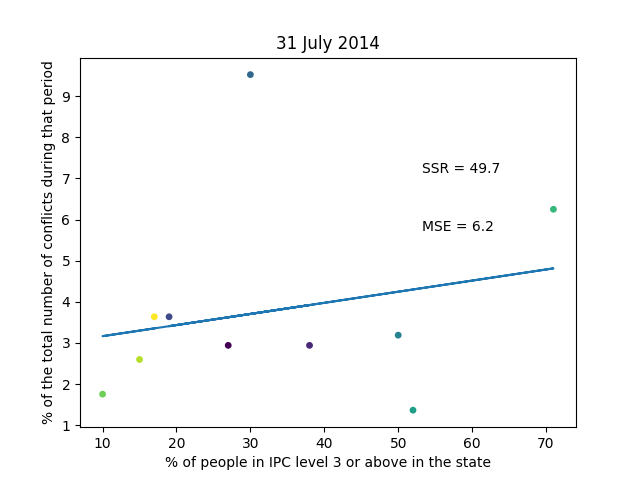 31 July 2014
% of the total number of conflicts during that period
9
8
7
6
5
4
3
2
1
SSR = 49.7
MSE = 6.2
10 20 30 40 50 60 70
% of people in IPC level 3 or above in the state